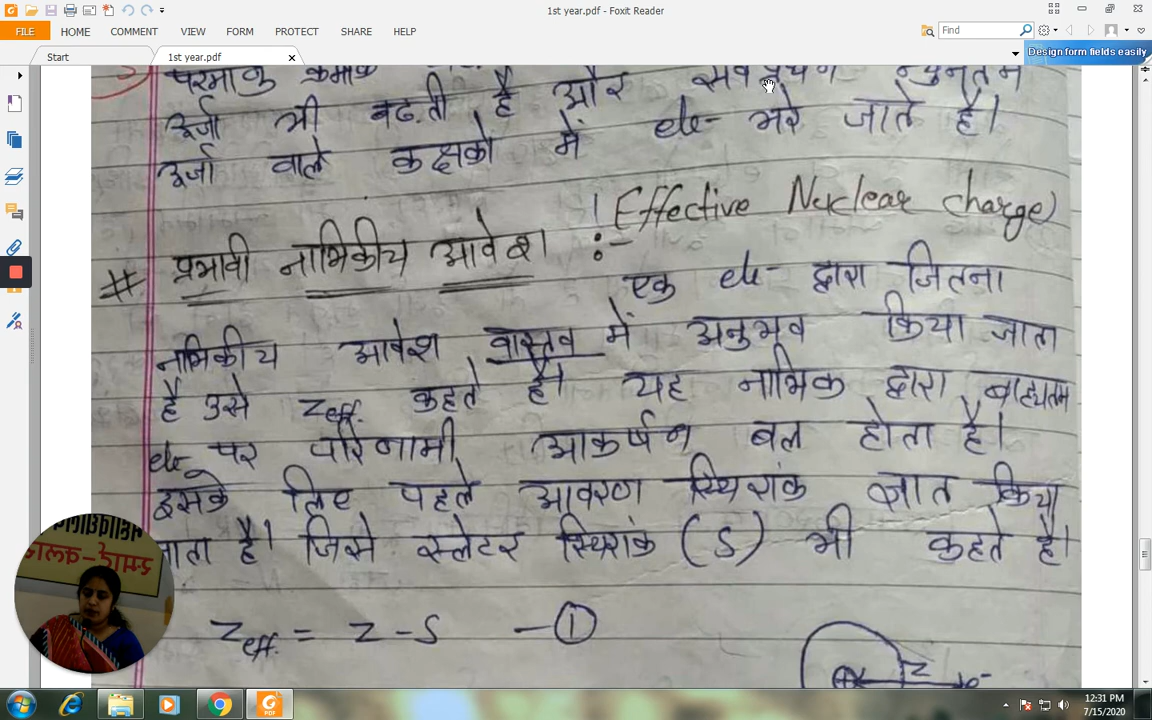 1st year.pdf - Foxit Reader
FILE HOME COMMENT VIEW FORM PROTECT SHARE HELP
Find
Start 1st year.pdf
Design form fields easily
परमाणु क्रमांक
ऊर्जा भी बढ़ती है और सर्वप्रथम न्युनतम
ऊर्जा वाले कक्षकों में ele- भरे जाते है।
# प्रभावी नाभिकीय आवेश। :- (Effective Nuclear charge)
एक ele- द्वारा जितना
नाभिकीय आवेश वास्तव में अनुभव किया जाता
है उसे Zeff. कहते है। यह नाभिक द्वारा बाह्यतम
ele- पर परिणामी आकर्षन बल होता है।
इसके लिए पहले आवरण स्थिरांक ज्ञात किया
जाता है। जिसे स्लेटर स्थिरांक (S) भी कहते है।
Zeff. = Z - S - ①
Z
e-
12:31 PM
7/15/2020